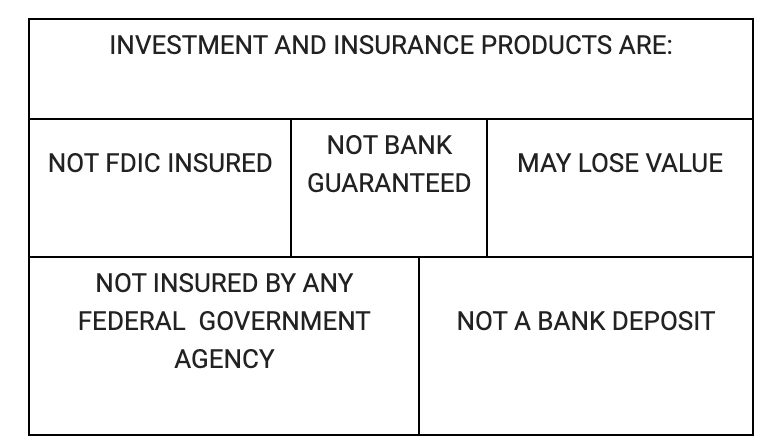 INVESTMENT AND INSURANCE PRODUCTS ARE:
NOT FDIC INSURED
NOT BANK
GUARANTEED
MAY LOSE VALUE
NOT INSURED BY ANY
FEDERAL  GOVERNMENT
AGENCY
NOT A BANK DEPOSIT